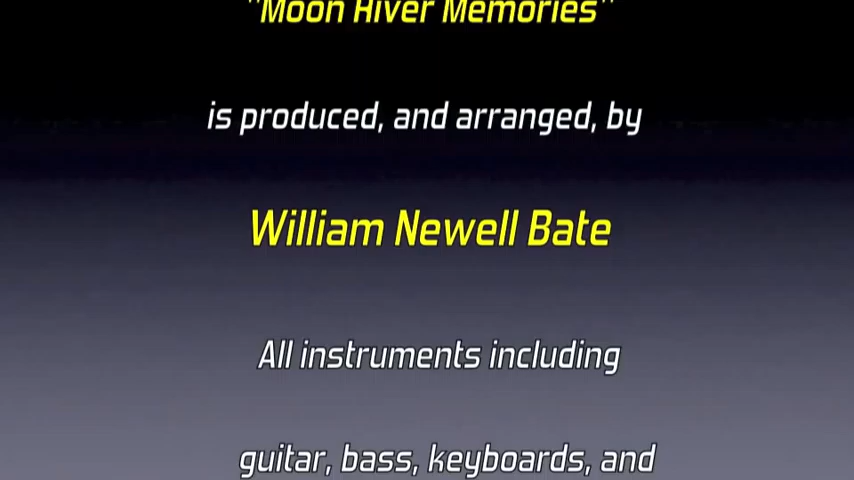 "Moon River Memories"
is produced, and arranged, by
William Newell Bate
All instruments including
guitar, bass, keyboards, and